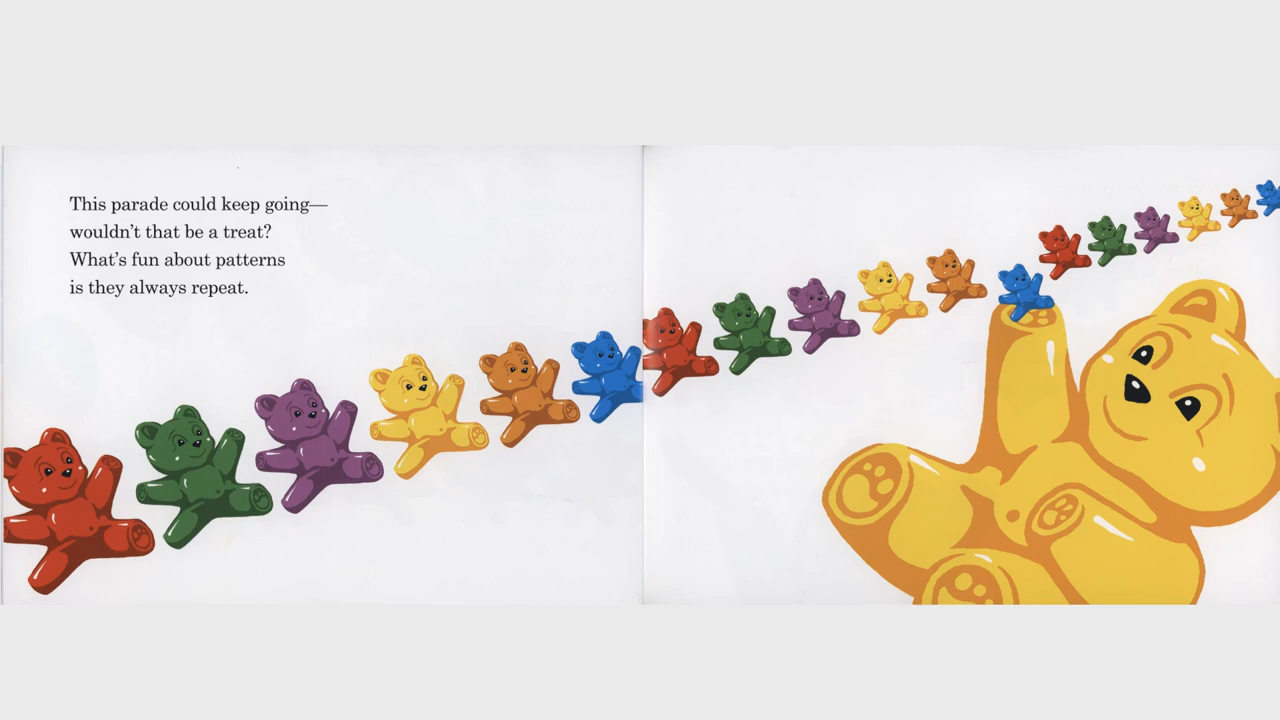 This parade could keep going—
wouldn't that be a treat?
What's fun about patterns
is they always repeat.